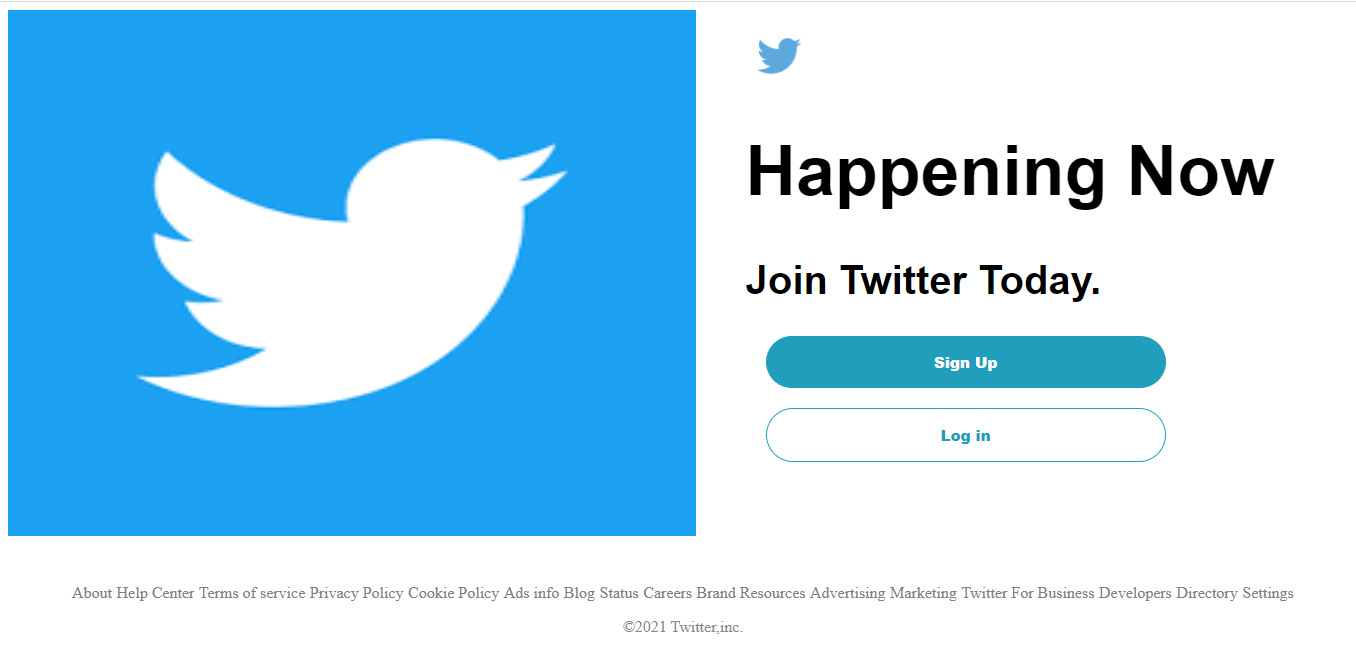 Happening Now
Join Twitter Today.
Sign Up
Log in
About Help Center Terms of service Privacy Policy Cookie Policy Ads info Blog Status Careers Brand Resources Advertising Marketing Twitter For Business Developers Directory Settings
©2021 Twitter,inc.